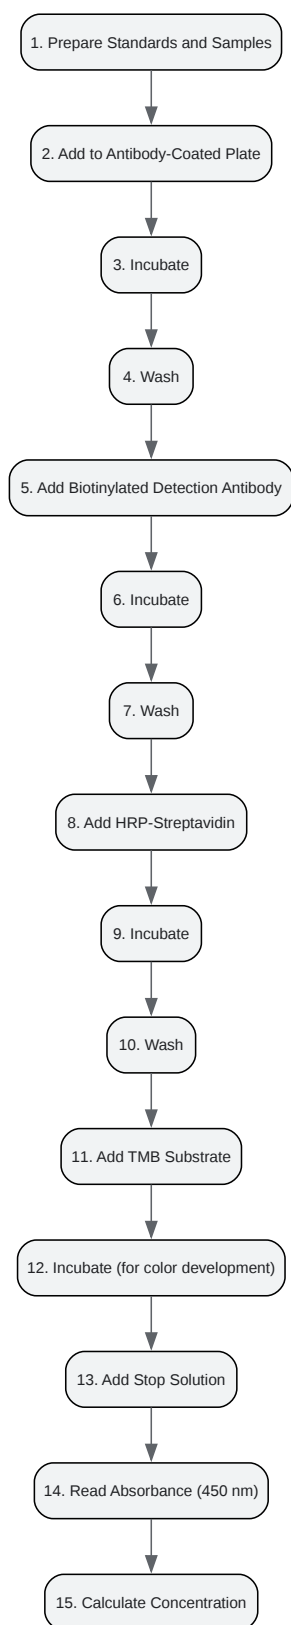 1. Prepare Standards and Samples
2. Add to Antibody-Coated Plate
3. Incubate
4. Wash
5. Add Biotinylated Detection Antibody
6. Incubate
7. Wash
8. Add HRP-Streptavidin
9. Incubate
10. Wash
11. Add TMB Substrate
12. Incubate (for color development)
13. Add Stop Solution
14. Read Absorbance (450 nm)
15. Calculate Concentration